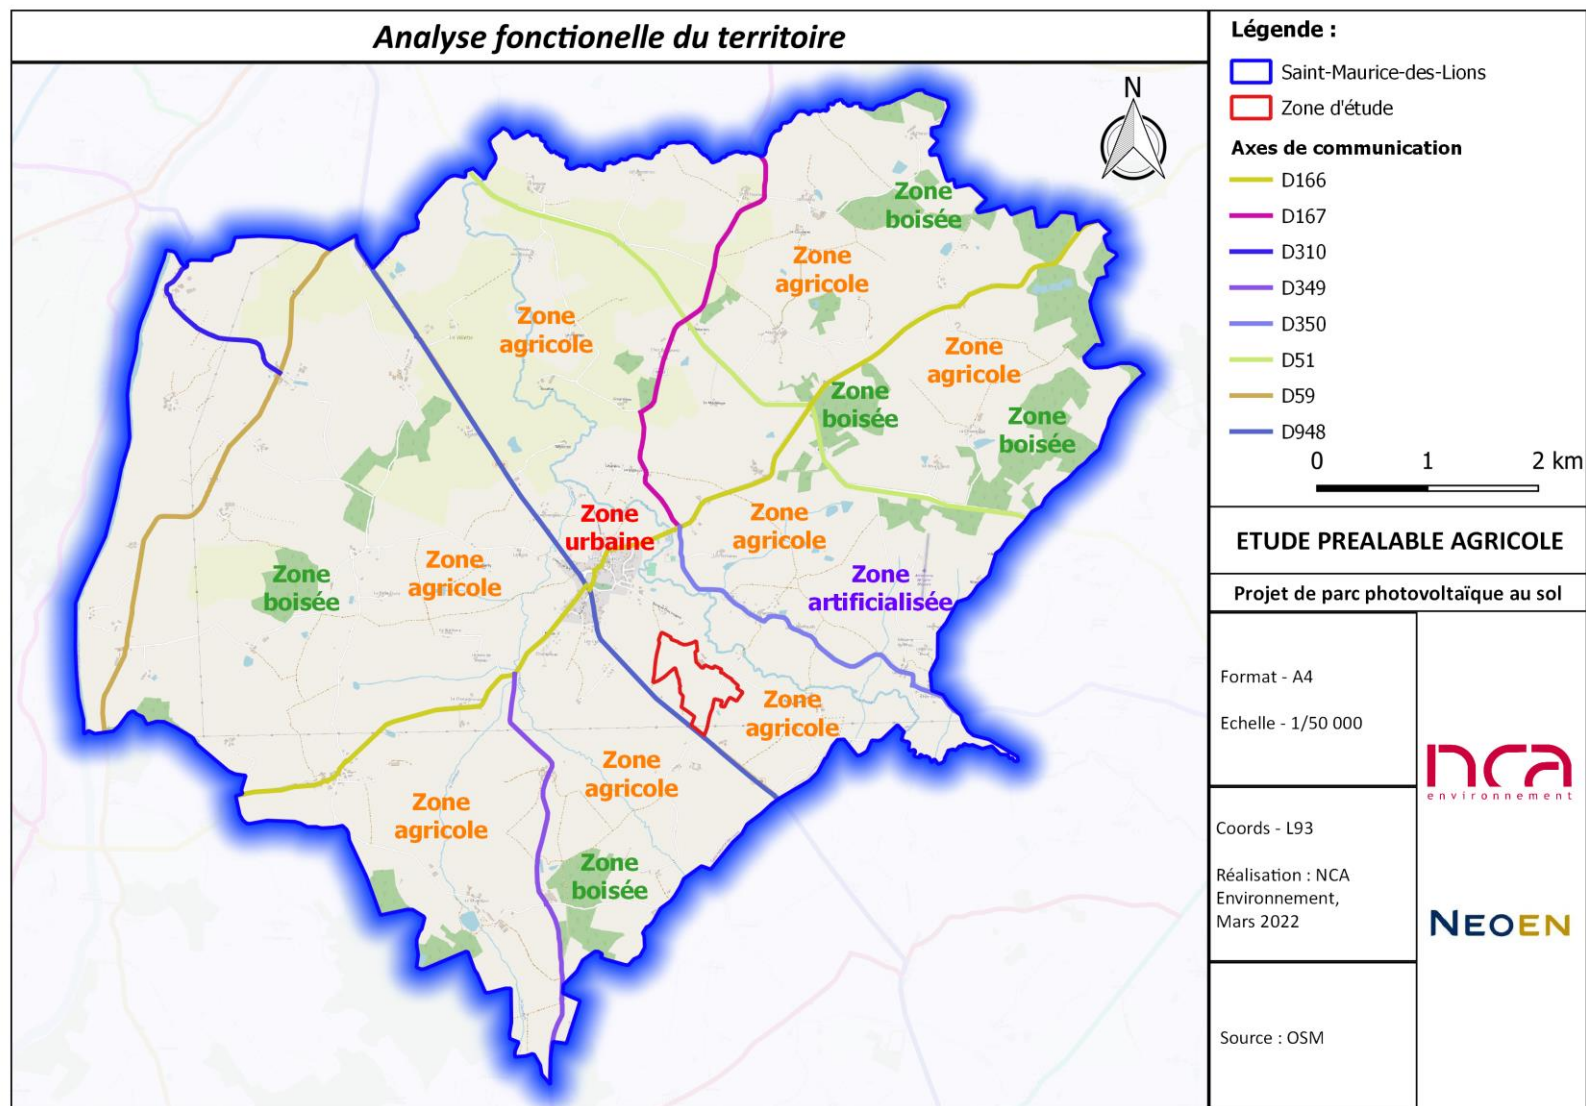 Analyse fonctionelle du territoire
N
Zone
boisée
Zone
agricole
Zone
agricole
Zone
agricole
Zone
boisée
Zone
boisée
Zone
urbaine
Zone
agricole
Zone
agricole
Zone
boisée
Zone
artificialisée
Zone
agricole
Zone
agricole
Zone
agricole
Zone
boisée
Légende :
Saint-Maurice-des-Lions
Zone d'étude
Axes de communication
D166
D167
D310
D349
D350
D51
D59
D948
0 1 2 km
ETUDE PREALABLE AGRICOLE
Projet de parc photovoltaïque au sol
Format - A4
Echelle - 1/50 000
Coords - L93
Réalisation : NCA
Environnement,
Mars 2022
Source : OSM
nca
environnement
NEOEN